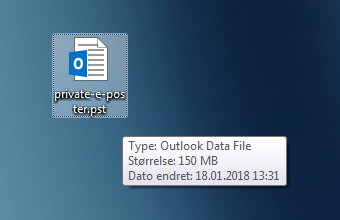 private-e-pos
ter.pst
Type: Outlook Data File
Størrelse: 150 MB
Dato endret: 18.01.2018 13:31